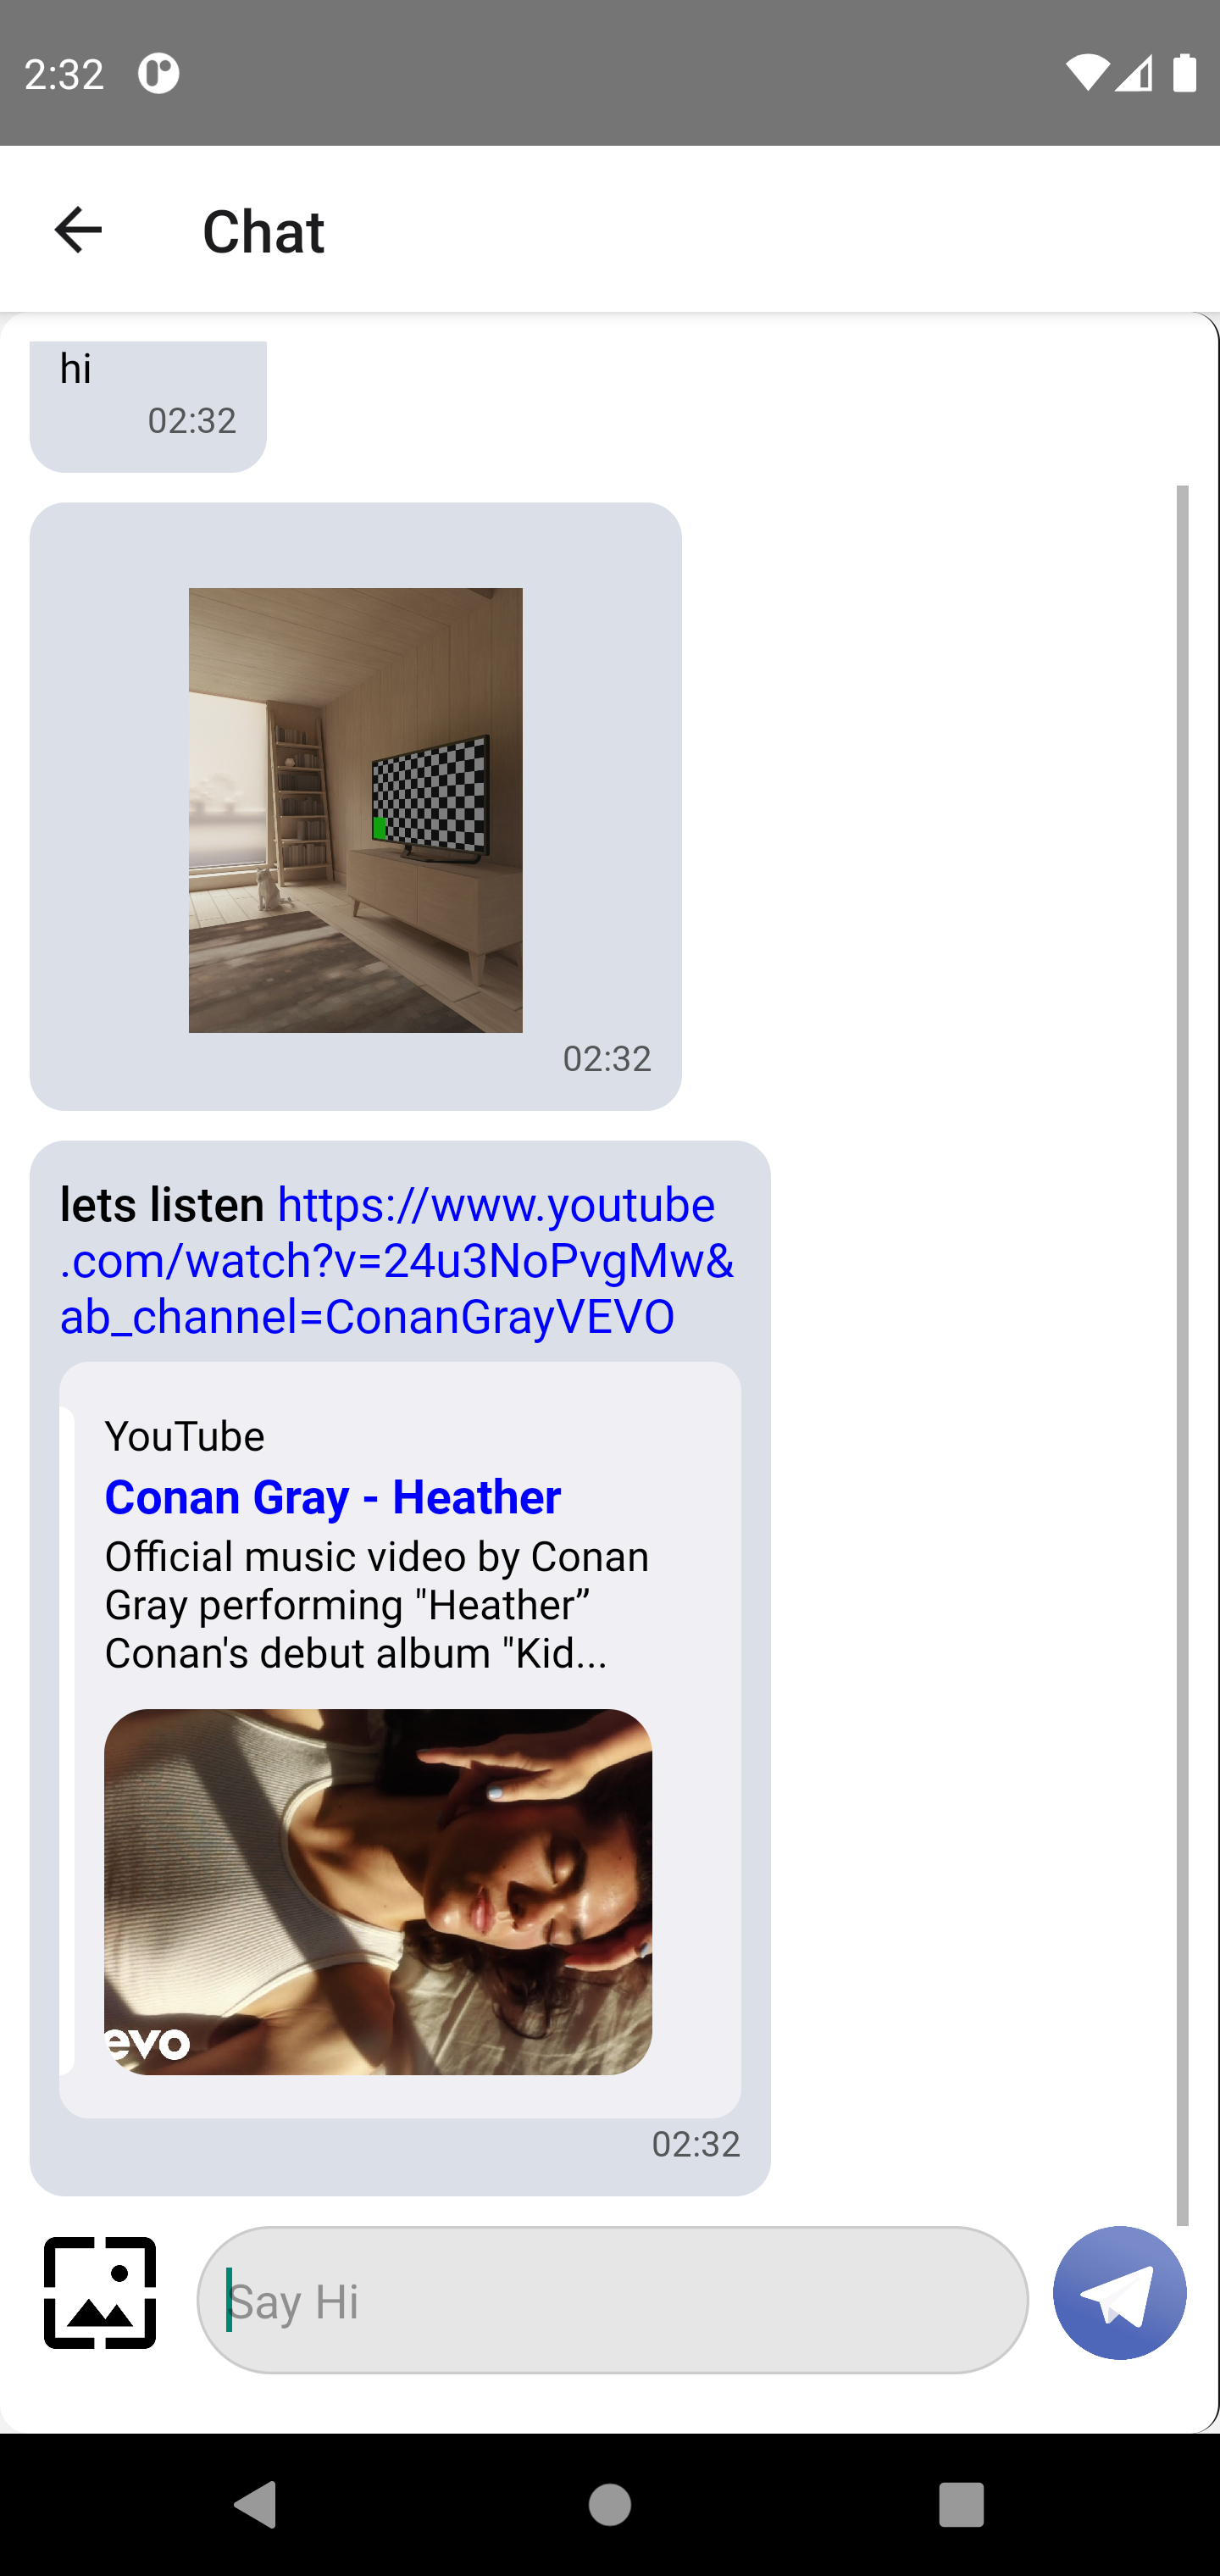 2:32
Chat
hi
02:32
02:32
lets listen https://www.youtube
.com/watch?v=24u3NoPvgMw&
ab_channel=ConanGrayVEVO
YouTube
Conan Gray - Heather
Official music video by Conan
Gray performing "Heather”
Conan's debut album "Kid...
evo
02:32
Say Hi